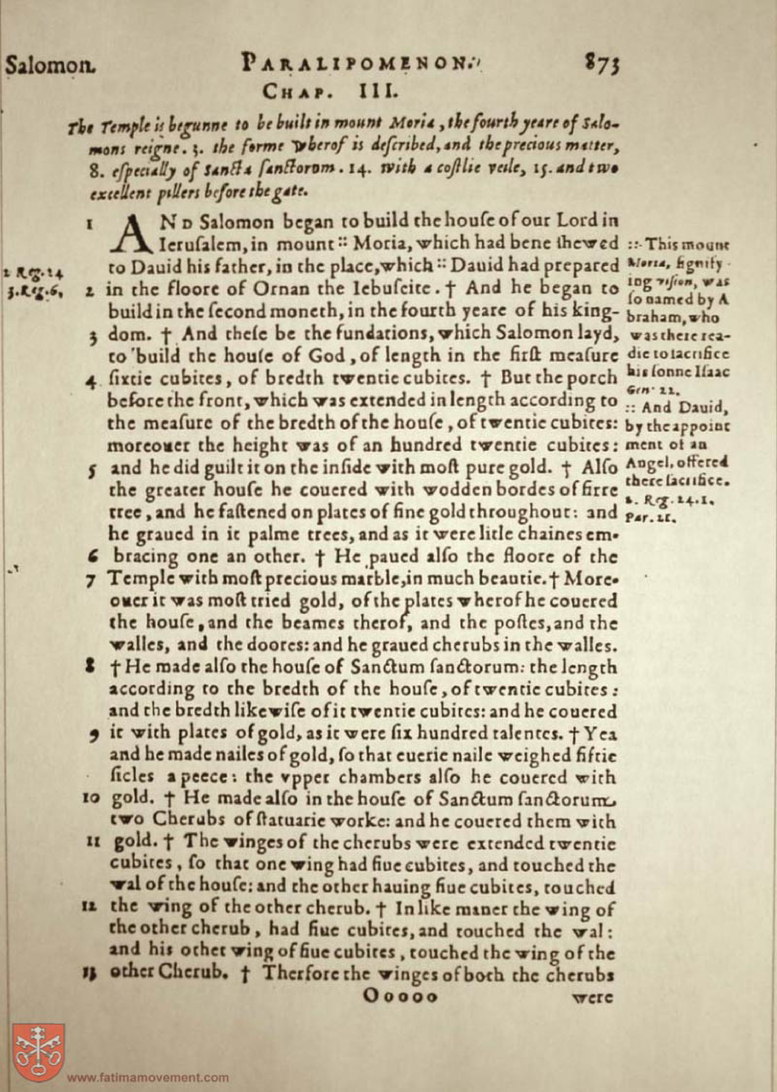 Salomon. PARALIPOMENON. 873
CHAP. III.
The Temple is begunne to be built in mount Moria, the fourth yeare of Salo-
mons reigne. 3. the forme wherof is deſcribed, and the precious matter,
8. eſpecially of Sancta ſanctorum. 14. with a coſtlie veile, 15. and two
excellent pillers before the gate.
1 AND Salomon began to build the houſe of our Lord in
Ieruſalem, in mount :: Moria, which had bene ſhewed
to Dauid his father, in the place, which :: Dauid had prepared
2 in the floore of Ornan the Iebuſeite. † And he began to
build in the ſecond moneth, in the fourth yeare of his king-
3 dom. † And theſe be the fundations, which Salomon layd,
to build the houſe of God, of length in the firſt meaſure
4 ſixtie cubites, of bredth twentie cubites. † But the porch
before the front, which was extended in length according to
the meaſure of the bredth of the houſe, of twentie cubites:
moreouer the height was of an hundred twentie cubites:
5 and he did guilt it on the inſide with moſt pure gold. † Alſo
the greater houſe he couered with wodden bordes of firre
tree, and he faſtened on plates of fine gold throughout: and
he graued in it palme trees, and as it were litle chaines em-
6 bracing one an other. † He paued alſo the floore of the
7 Temple with moſt precious marble, in much beautie. † More-
ouer it was moſt tried gold, of the plates wherof he couered
the houſe, and the beames therof, and the poſtes, and the
walles, and the doores: and he graued cherubs in the walles.
8 † He made alſo the houſe of Sanctum ſanctorum: the length
according to the bredth of the houſe, of twentie cubites:
and the bredth likewiſe of it twentie cubites: and he couered
9 it with plates of gold, as it were ſix hundred talentes. † Yea
and he made nailes of gold, ſo that euerie naile weighed fiftie
ſicles a peece: the vpper chambers alſo he couered with
10 gold. † He made alſo in the houſe of Sanctum ſanctorum
two Cherubs of ſtatuarie worke: and he couered them with
11 gold. † The winges of the cherubs were extended twentie
cubites, ſo that one wing had fiue cubites, and touched the
wal of the houſe: and the other hauing fiue cubites, touched
12 the wing of the other cherub. † In like maner the wing of
the other cherub, had fiue cubites, and touched the wal:
and his other wing of fiue cubites, touched the wing of the
13 other Cherub. † Therfore the winges of both the cherubs
Ooooo were
2 Reg. 24
3. Reg. 6.
:: This mount
Moria, ſignify-
ing viſion, was
ſo named by A
braham, who
was there rea-
die to ſacrifice
his ſonne Iſaac
Gen. 22.
:: And Dauid,
by the appoint
ment of an
Angel, offered
there ſacrifice.
2. Reg. 24. 1.
Par. 21.
www.fatimamovement.com